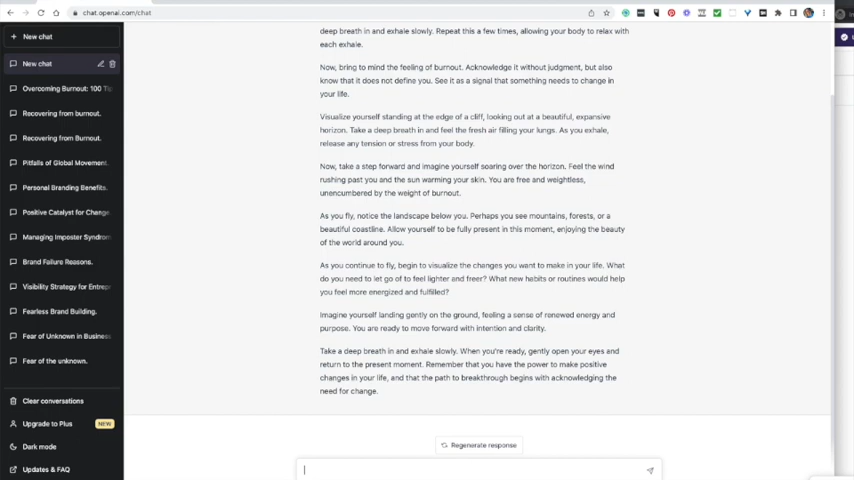 chat.openai.com/chat
New chat
New chat
Overcoming Burnout: 100 Ti
Recovering from burnout.
Recovering from Burnout.
Pitfalls of Global Movement.
Personal Branding Benefits.
Positive Catalyst for Change
Managing Imposter Syndrom
Brand Failure Reasons.
Visibility Strategy for Entrep
Fearless Brand Building.
Fear of Unknown in Business
Fear of the unknown.
Clear conversations
Upgrade to Plus NEW
Dark mode
Updates & FAQ
deep breath in and exhale slowly. Repeat this a few times, allowing your body to relax with
each exhale.
Now, bring to mind the feeling of burnout. Acknowledge it without judgment, but also
know that it does not define you. See it as a signal that something needs to change in
your life.
Visualize yourself standing at the edge of a cliff, looking out at a beautiful, expansive
horizon. Take a deep breath in and feel the fresh air filling your lungs. As you exhale,
release any tension or stress from your body.
Now, take a step forward and imagine yourself soaring over the horizon. Feel the wind
rushing past you and the sun warming your skin. You are free and weightless,
unencumbered by the weight of burnout.
As you fly, notice the landscape below you. Perhaps you see mountains, forests, or a
beautiful coastline. Allow yourself to be fully present in this moment, enjoying the beauty
of the world around you.
As you continue to fly, begin to visualize the changes you want to make in your life. What
do you need to let go of to feel lighter and freer? What new habits or routines would help
you feel more energized and fulfilled?
Imagine yourself landing gently on the ground, feeling a sense of renewed energy and
purpose. You are ready to move forward with intention and clarity.
Take a deep breath in and exhale slowly. When you're ready, gently open your eyes and
return to the present moment. Remember that you have the power to make positive
changes in your life, and that the path to breakthrough begins with acknowledging the
need for change.
Regenerate response